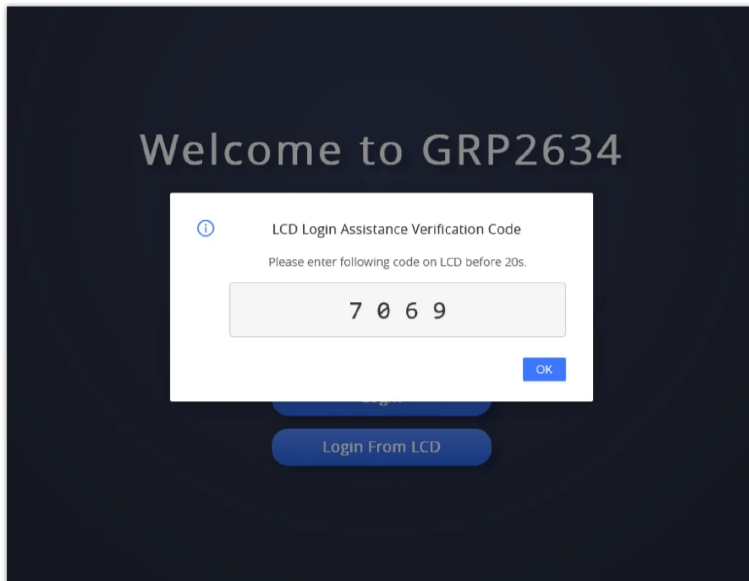 Welcome to GRP2634
LCD Login Assistance Verification Code
Please enter following code on LCD before 20s.
7 0 6 9
OK
Login
Login From LCD